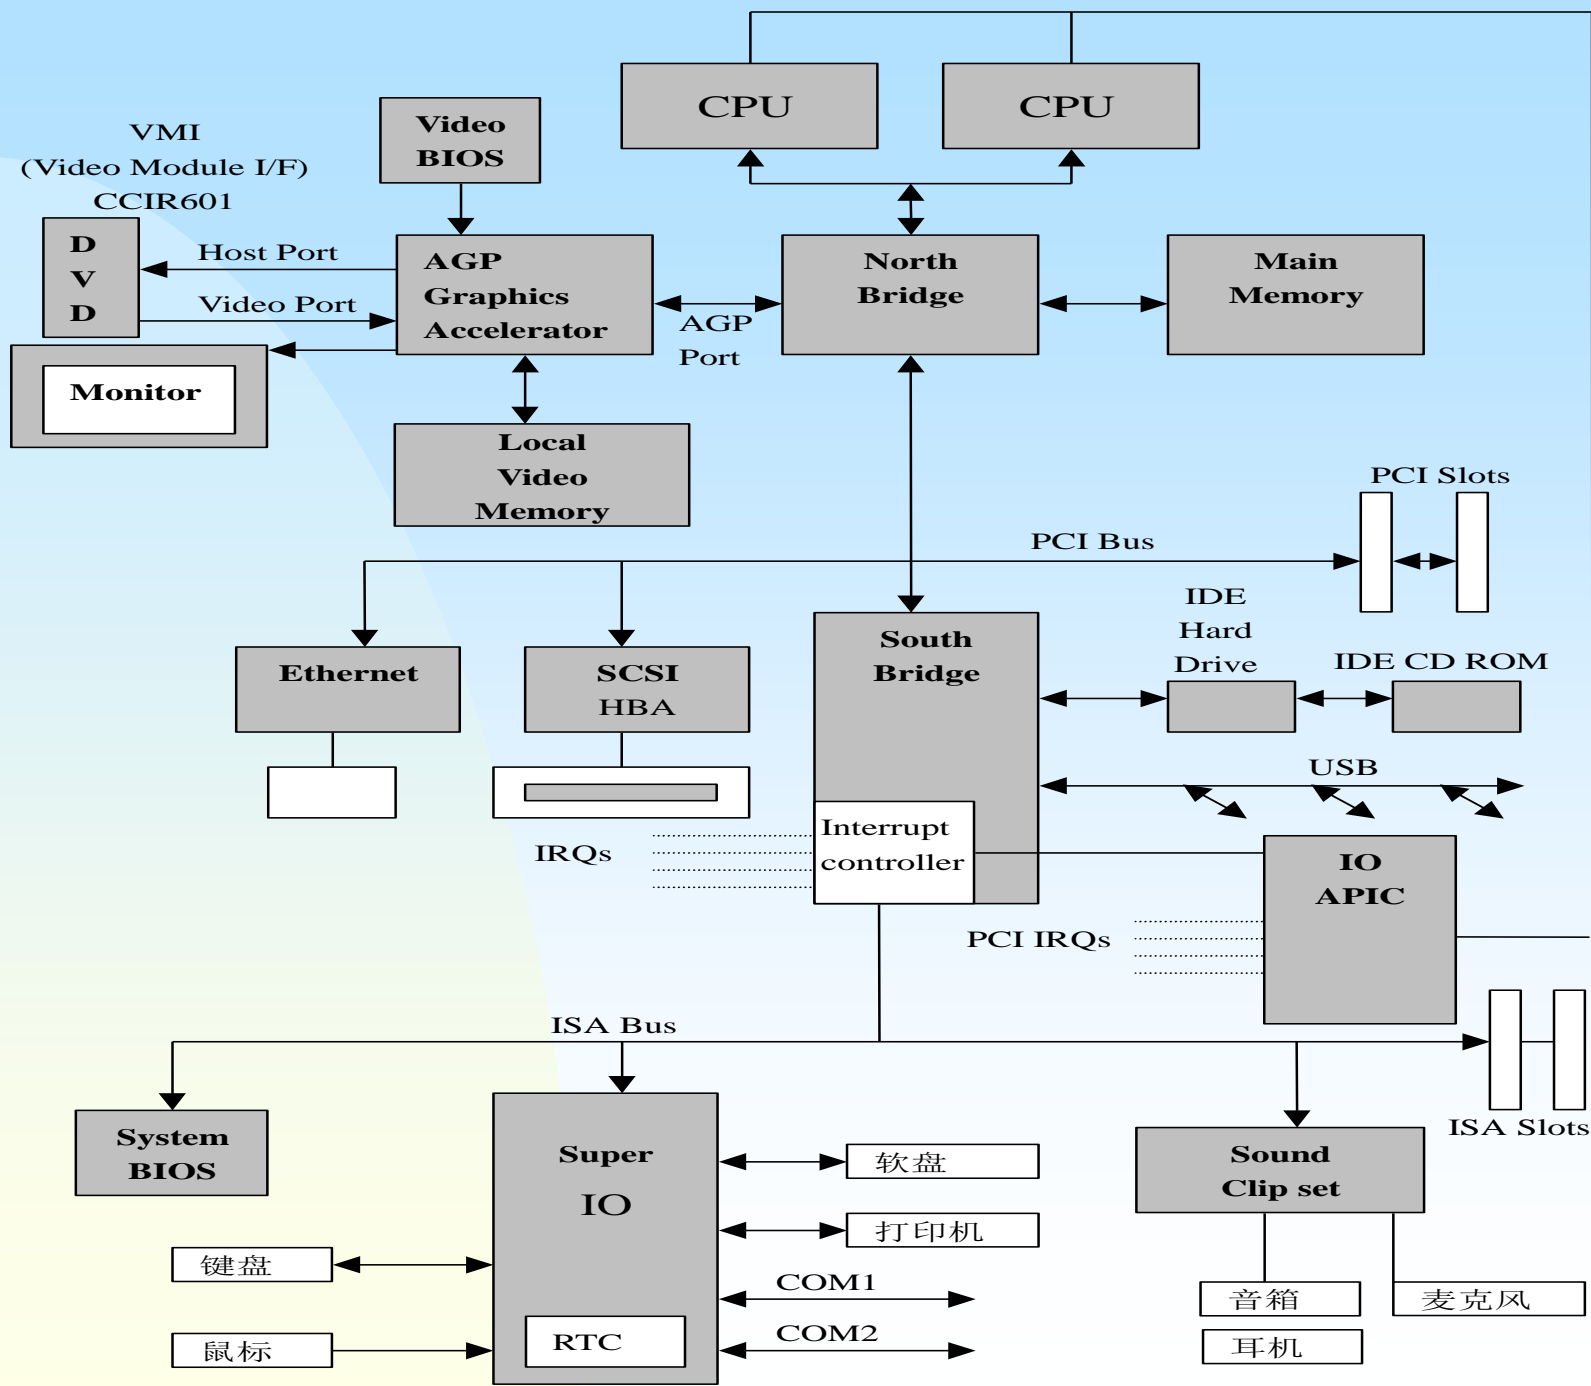 CPU
CPU
Video
BIOS
VMI
(Video Module I/F)
CCIR601
D
V
D
Host Port
Video Port
AGP
Graphics
Accelerator
AGP
Port
North
Bridge
Main
Memory
Monitor
Local
Video
Memory
PCI Slots
PCI Bus
Ethernet
SCSI
HBA
South
Bridge
IDE
Hard
Drive
IDE CD ROM
USB
Interrupt
controller
IRQs
IO
APIC
PCI IRQs
ISA Bus
ISA Slots
System
BIOS
Super
IO
RTC
软盘
打印机
COM1
COM2
键盘
鼠标
Sound
Clip set
音箱
麦克风
耳机